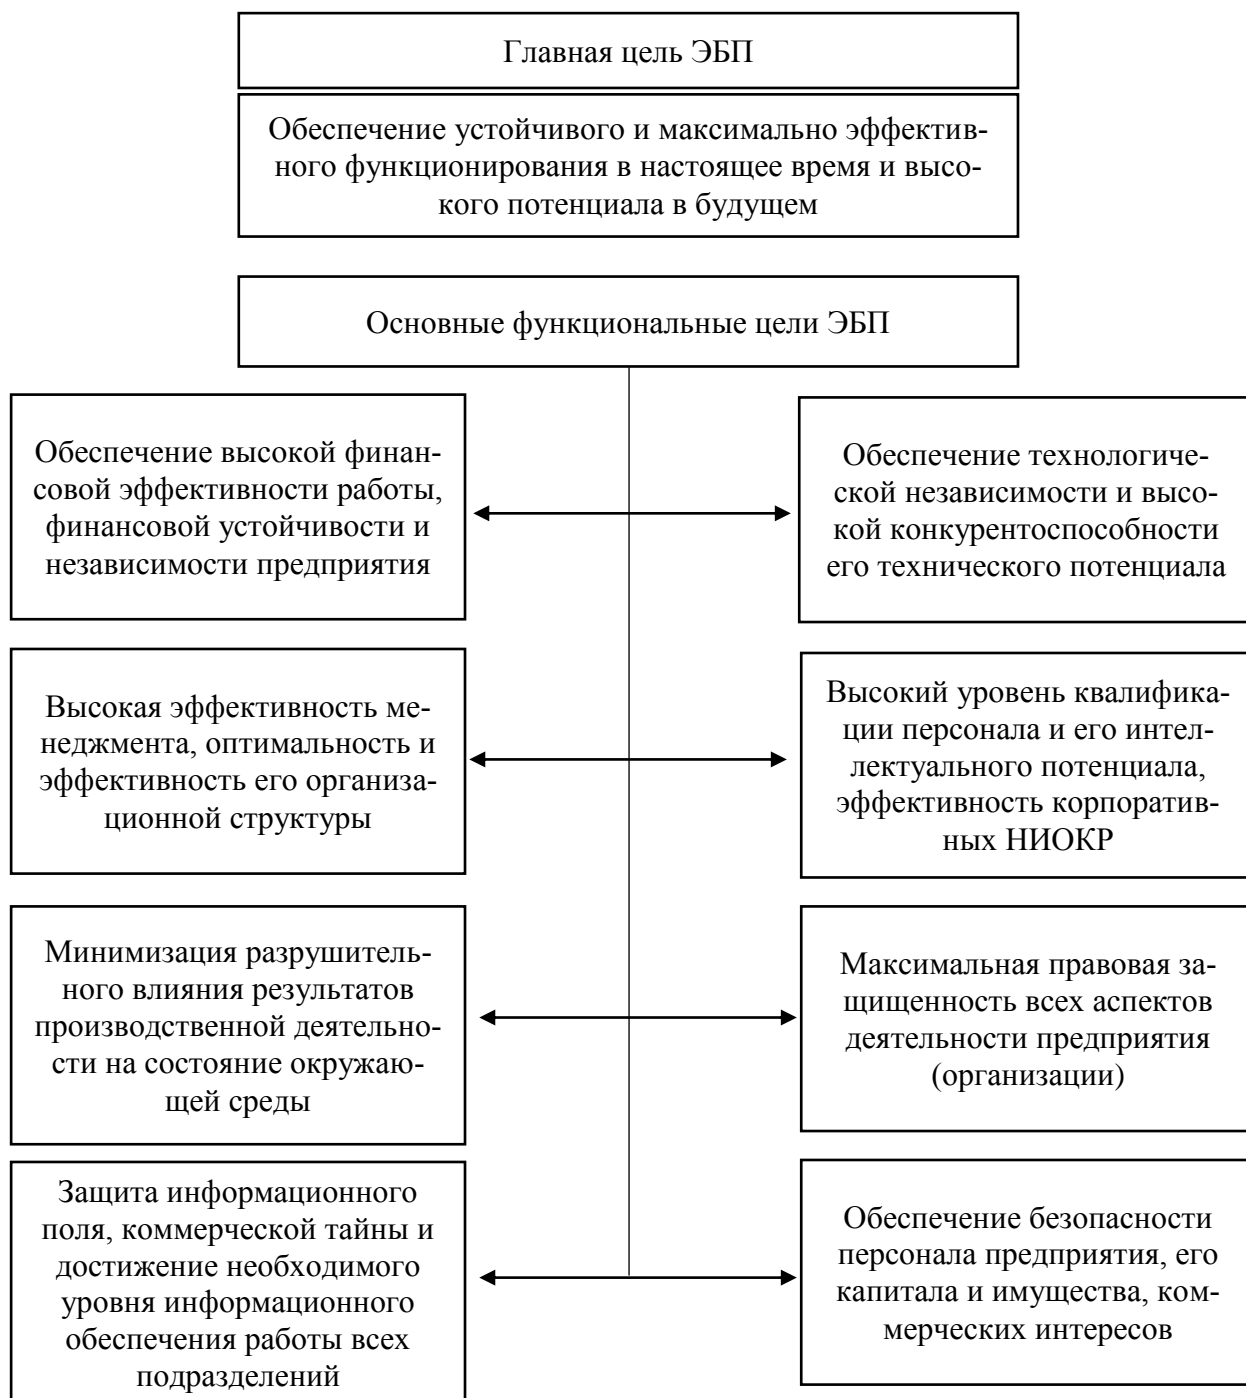 Главная цель ЭБП
Обеспечение устойчивого и максимально эффектив-
ного функционирования в настоящее время и высо-
кого потенциала в будущем
Основные функциональные цели ЭБП
Обеспечение высокой финан-
совой эффективности работы,
финансовой устойчивости и
независимости предприятия
Обеспечение технологиче-
ской независимости и высо-
кой конкурентоспособности
его технического потенциала
Высокая эффективность ме-
неджмента, оптимальность и
эффективность его организа-
ционной структуры
Высокий уровень квалифика-
ции персонала и его интел-
лектуального потенциала,
эффективность корпоратив-
ных НИОКР
Минимизация разрушитель-
ного влияния результатов
производственной деятельно-
сти на состояние окружаю-
щей среды
Максимальная правовая за-
щищенность всех аспектов
деятельности предприятия
(организации)
Защита информационного
поля, коммерческой тайны и
достижение необходимого
уровня информационного
обеспечения работы всех
подразделений
Обеспечение безопасности
персонала предприятия, его
капитала и имущества, ком-
мерческих интересов